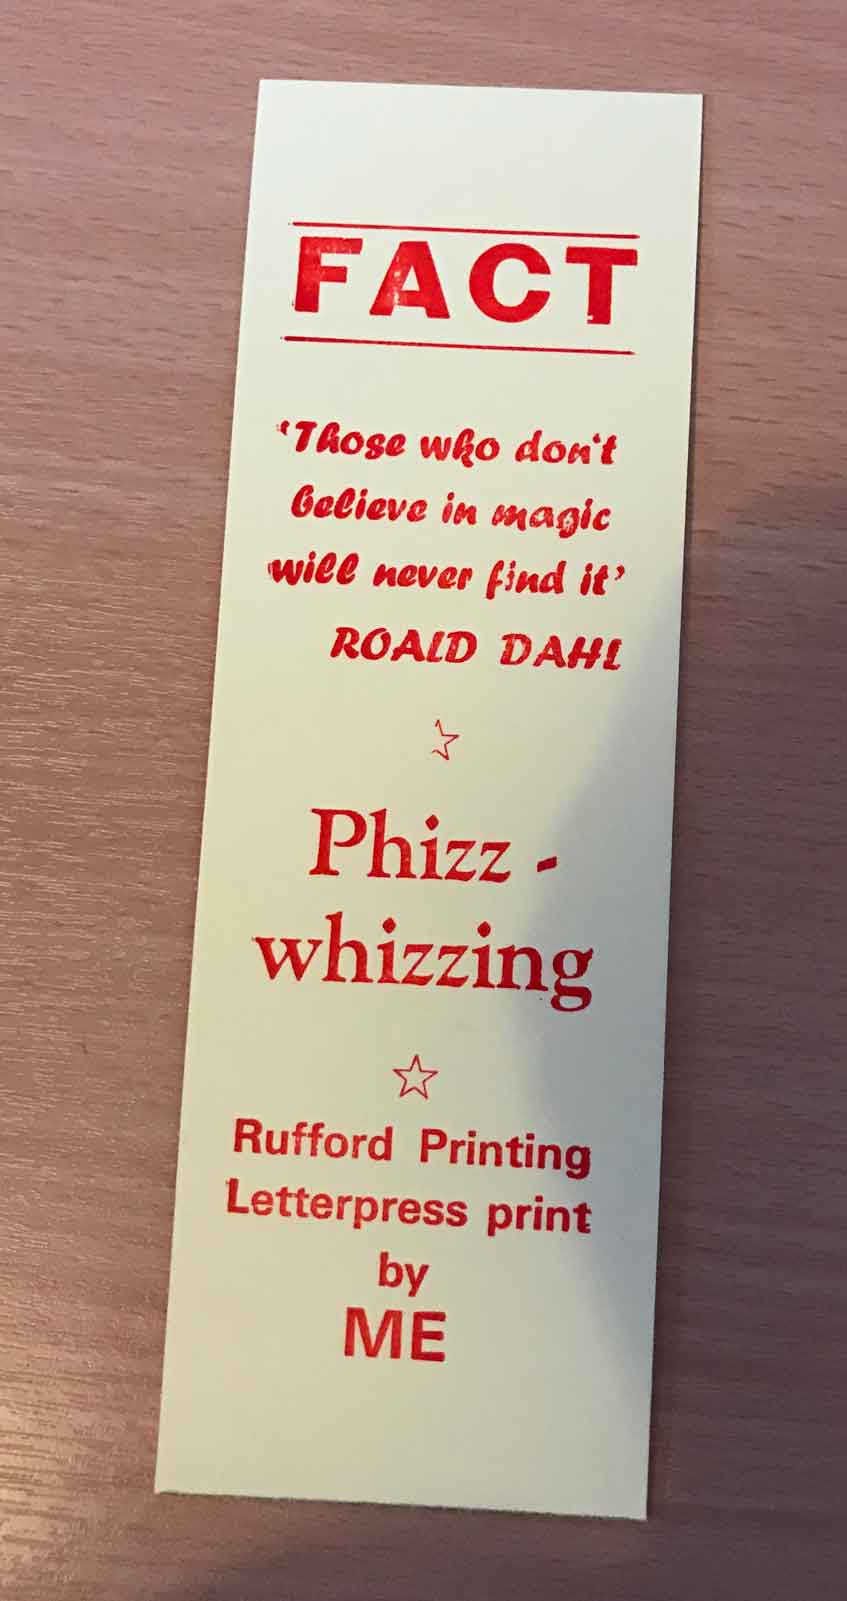 FACT
‘Those who don‘t
believe in magic
will never find it’
ROALD DAHL
Phizz -
whizzing
Rufford Printing
Letterpress print
by
ME